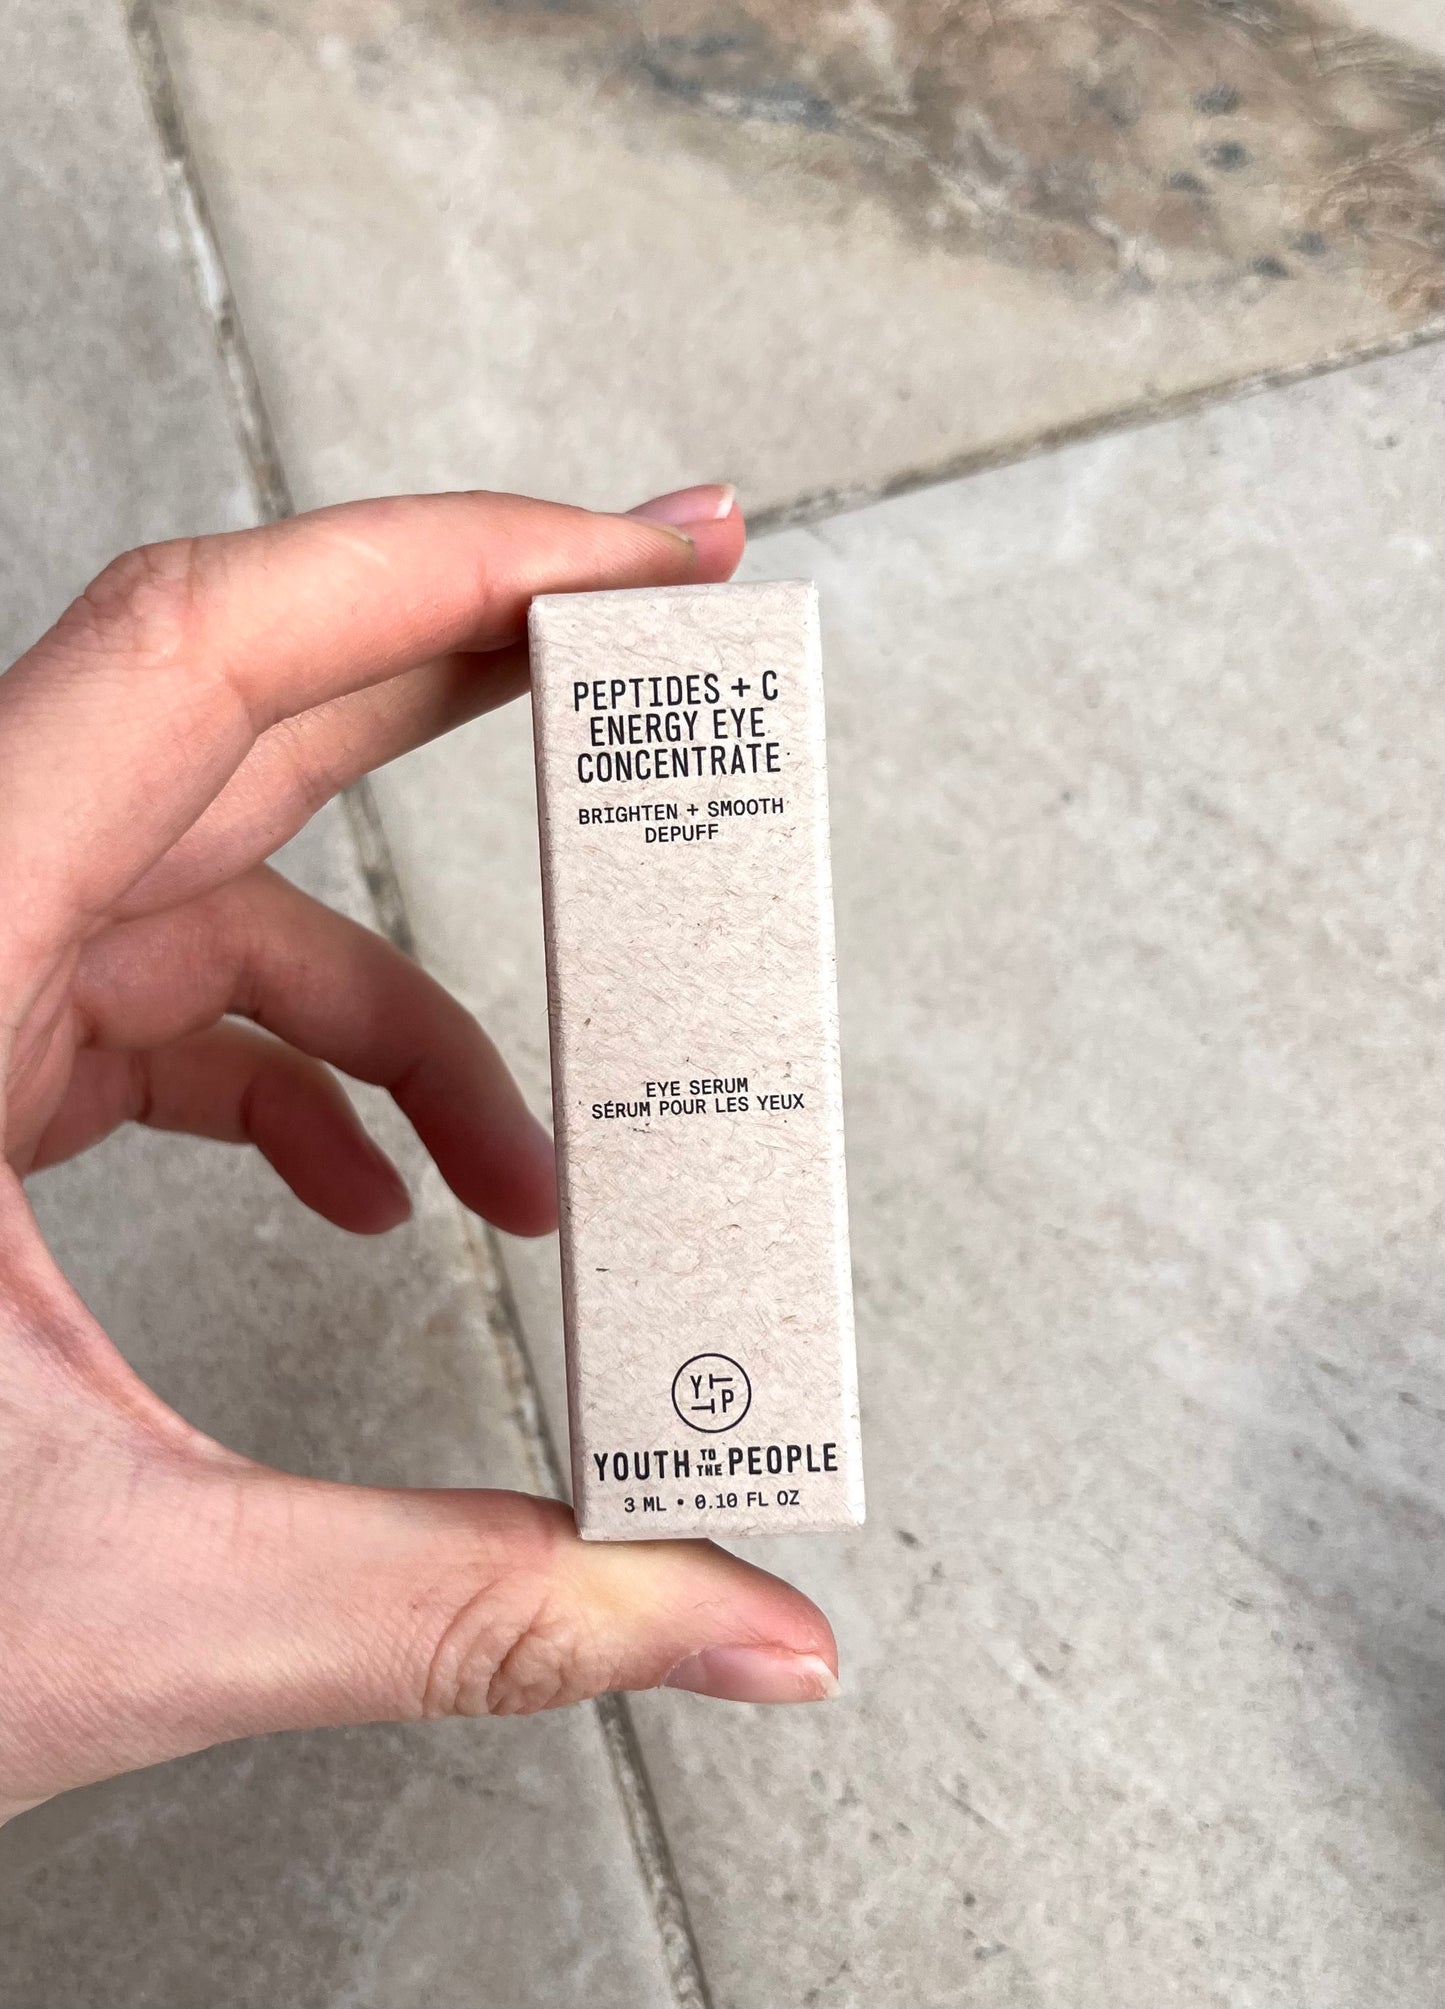 PEPTIDES + C
ENERGY EYE
CONCENTRATE
BRIGHTEN + SMOOTH
DEPUFF
EYE SERUM
SÉRUM POUR LES YEUX
YTTP
YOUTH TO THE PEOPLE
3 ML • 0.10 FL OZ